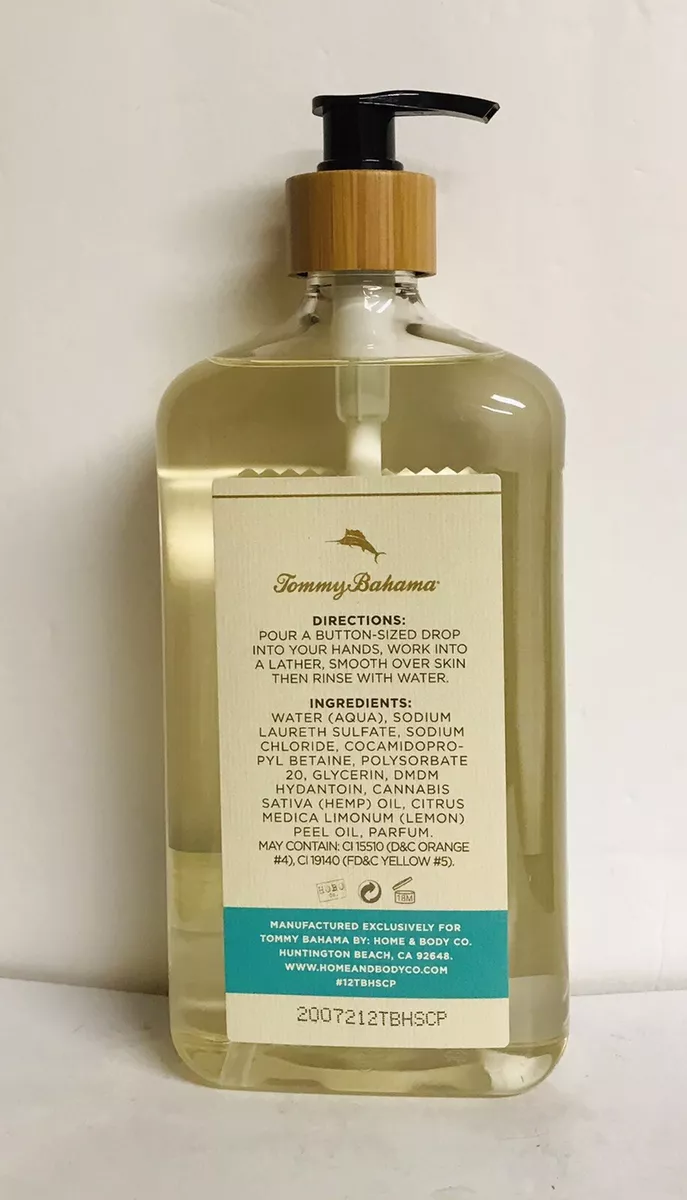 Tommy Bahama
DIRECTIONS:
POUR A BUTTON-SIZED DROP
INTO YOUR HANDS, WORK INTO
A LATHER, SMOOTH OVER SKIN
THEN RINSE WITH WATER.
INGREDIENTS:
WATER (AQUA), SODIUM
LAURETH SULFATE, SODIUM
CHLORIDE, COCAMIDOPRO-
PYL BETAINE, POLYSORBATE
20, GLYCERIN, DMDM
HYDANTOIN, CANNABIS
SATIVA (HEMP) OIL, CITRUS
MEDICA LIMONUM (LEMON)
PEEL OIL, PARFUM.
MAY CONTAIN: CI 15510 (D&C ORANGE
#4), CI 19140 (FD&C YELLOW #5).
18M
MANUFACTURED EXCLUSIVELY FOR
TOMMY BAHAMA BY: HOME & BODY CO.
HUNTINGTON BEACH, CA 92648.
WWW.HOMEANDBODYCO.COM
#12TBHSCP
2007212TBHSCP